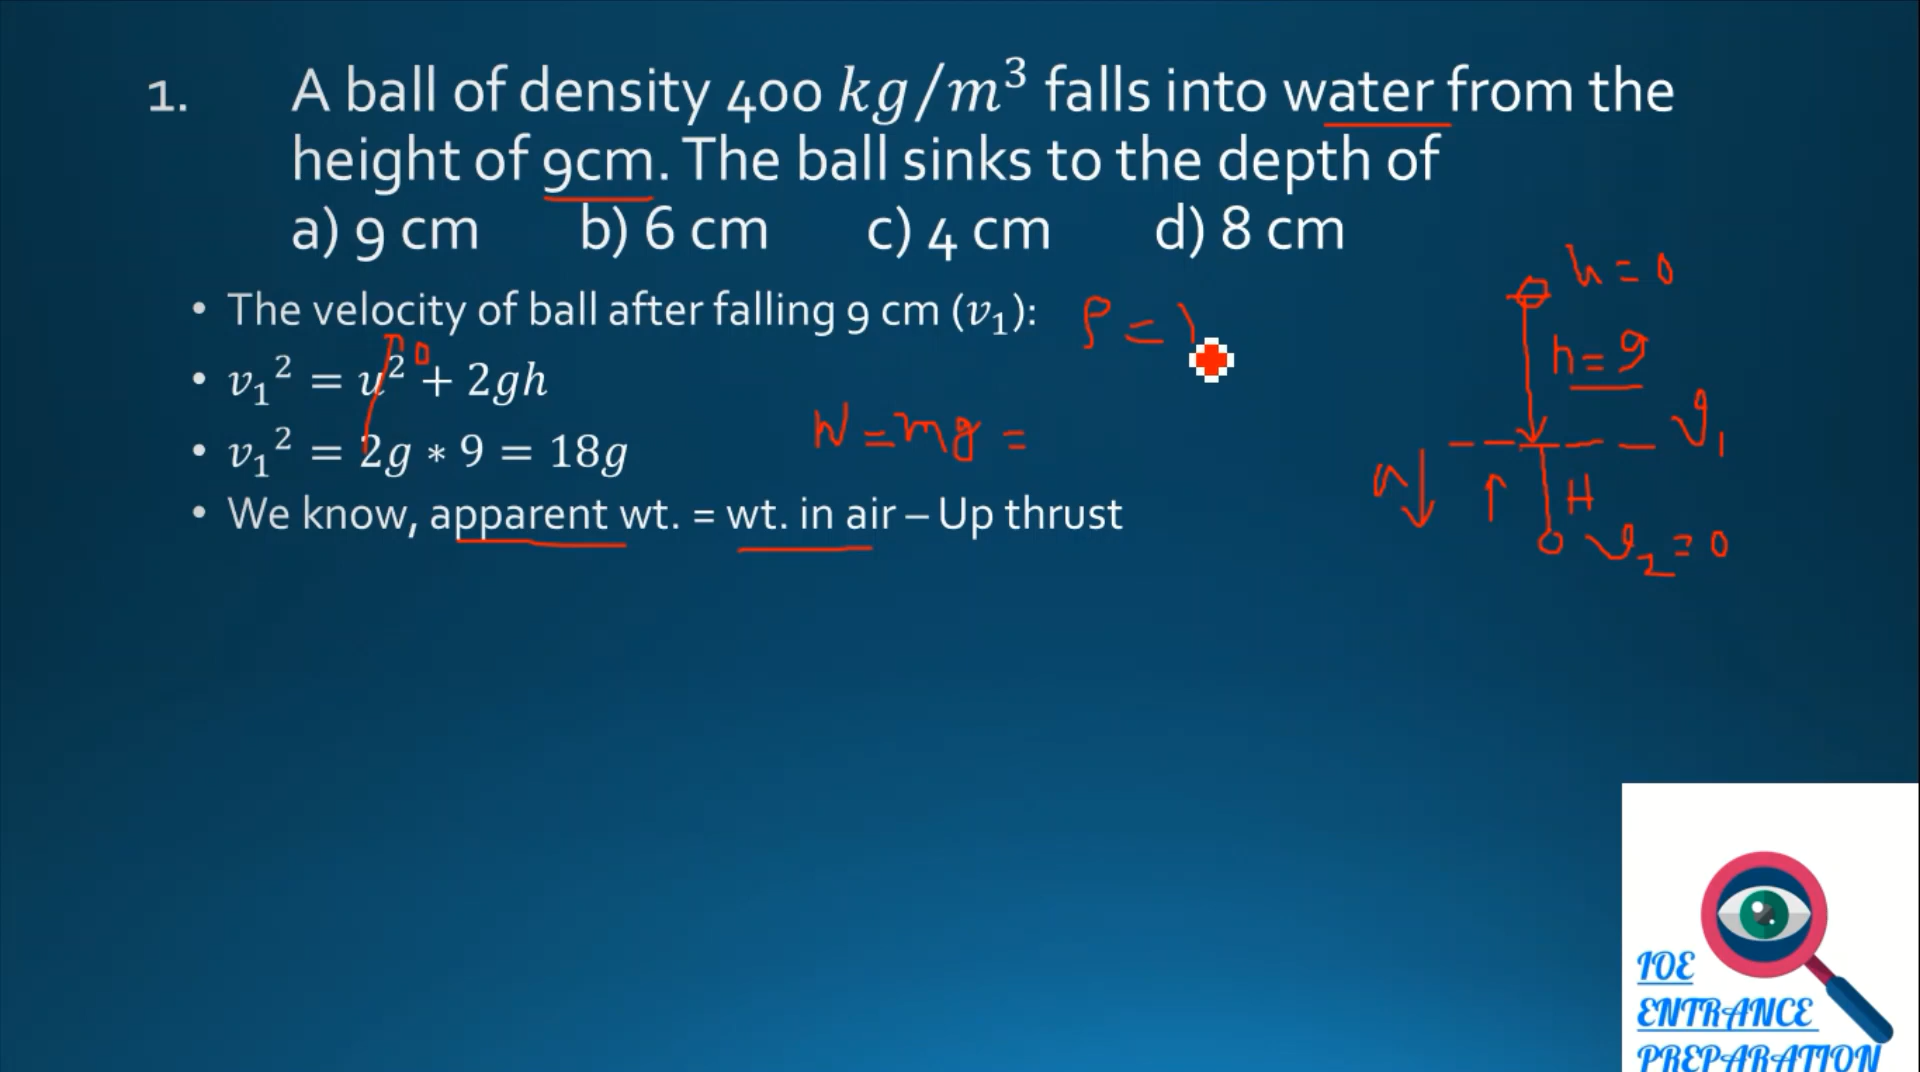 1. A ball of density 400 kg/m³ falls into water from the
height of 9cm. The ball sinks to the depth of
a) 9 cm b) 6 cm c) 4 cm d) 8 cm
• The velocity of ball after falling 9 cm (v₁):
ρ =
• v₁² = u² + 2gh
0
• v₁² = 2g * 9 = 18g
W = mg =
• We know, apparent wt. = wt. in air – Up thrust
u = 0
h = 9
v₁
a
H
v₂ = 0
IOE
ENTRANCE
PREPARATION